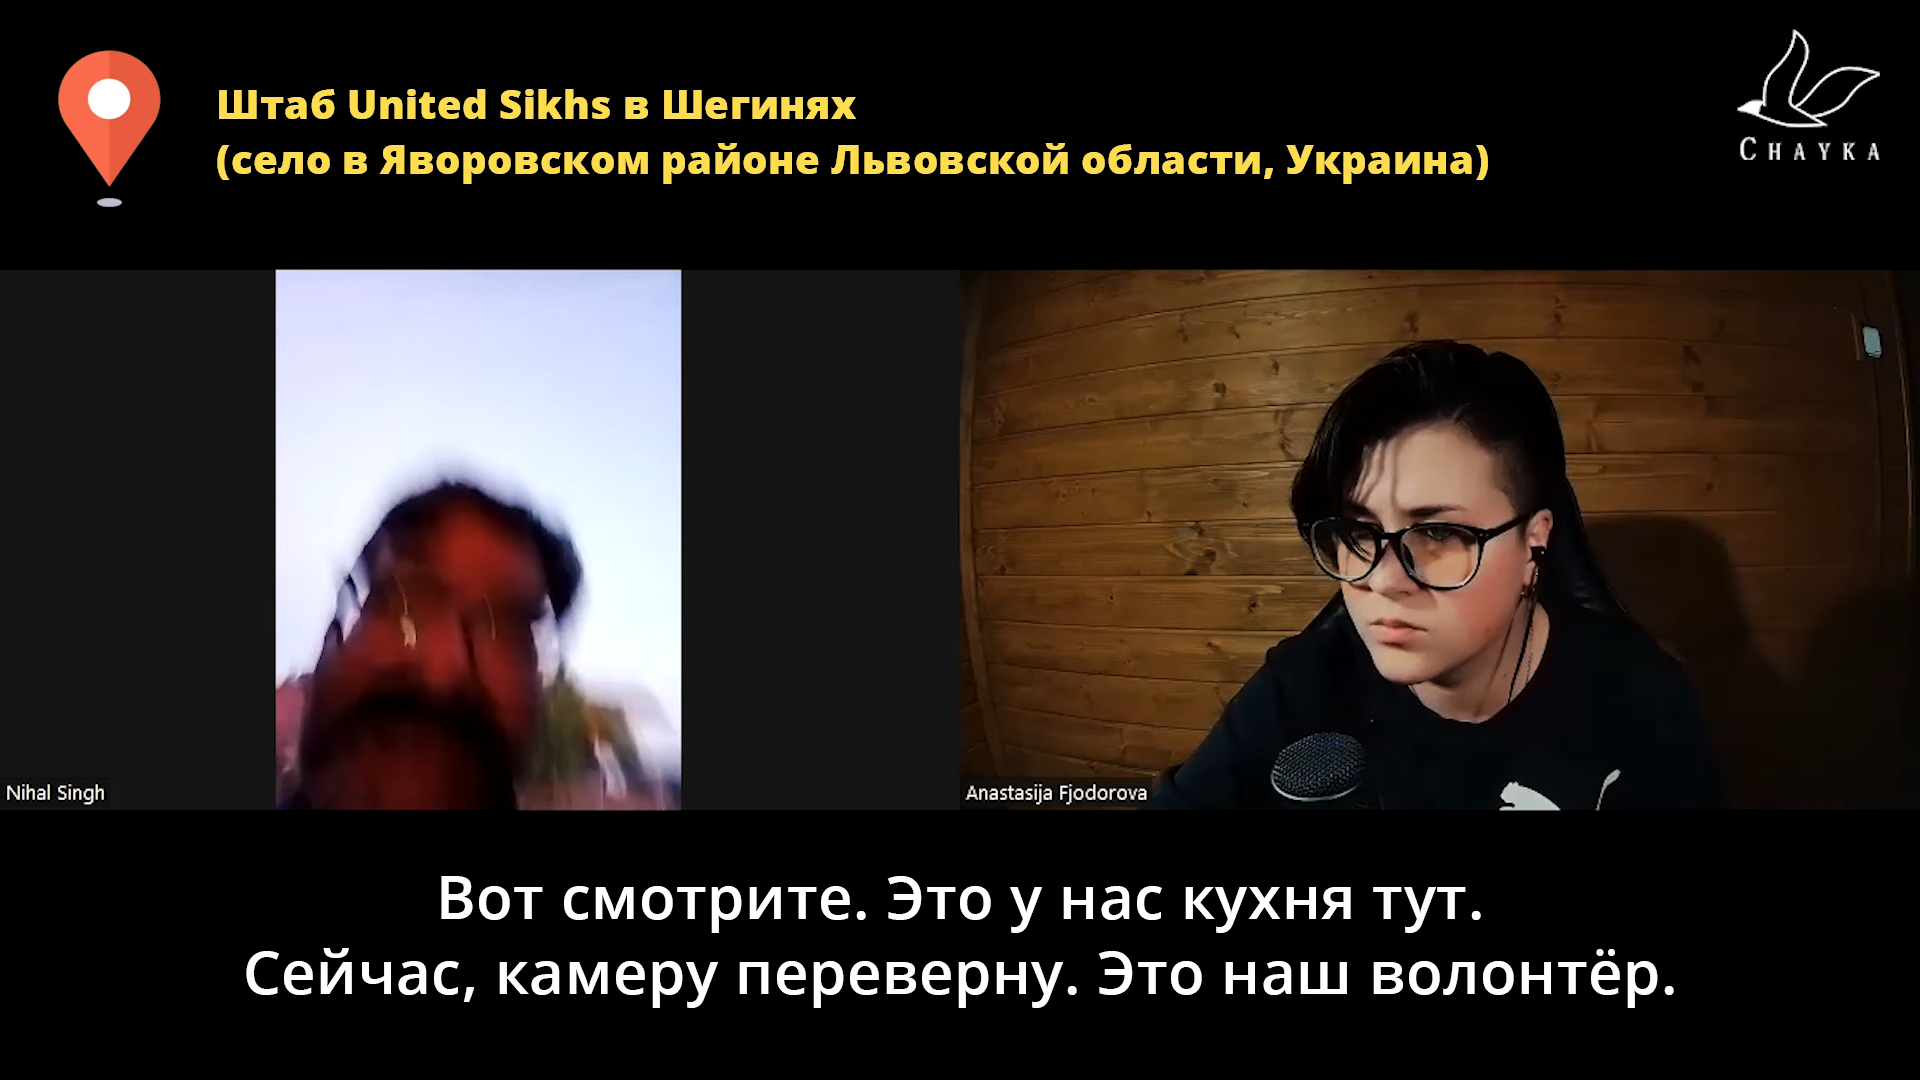 Штаб United Sikhs в Шегинях
(село в Яворовском районе Львовской области, Украина)
CHAYKA
Nihal Singh
Anastasija Fjodorova
Вот смотрите. Это у нас кухня тут.
Сейчас, камеру переверну. Это наш волонтёр.